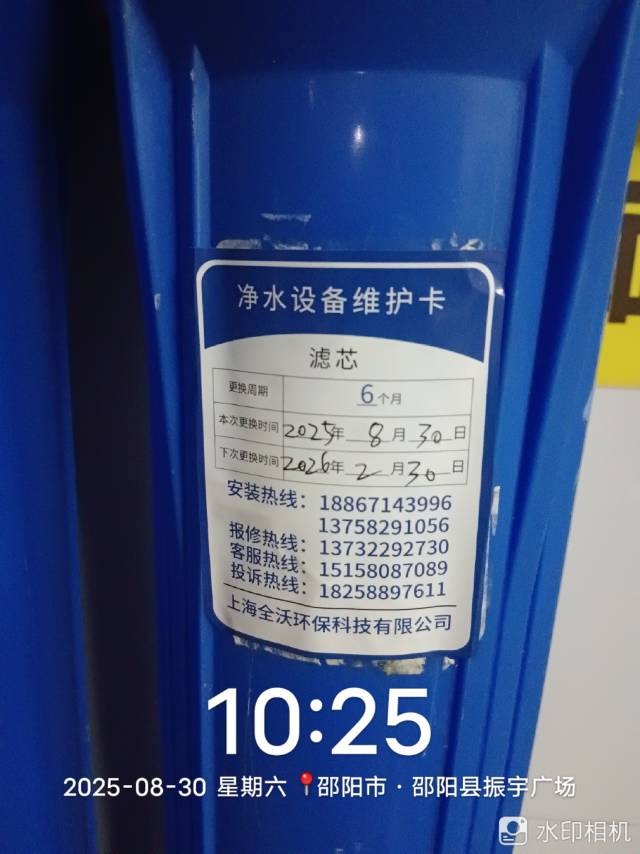 净水设备维护卡
滤芯
更换周期 6个月
本次更换时间 2025年 8月 30日
下次更换时间 2026年 2月 30日
安装热线：18867143996
13758291056
报修热线：13732292730
客服热线：15158087089
投诉热线：18258897611
上海全沃环保科技有限公司
10:25
2025-08-30 星期六 📍邵阳市·邵阳县振宇广场
水印相机